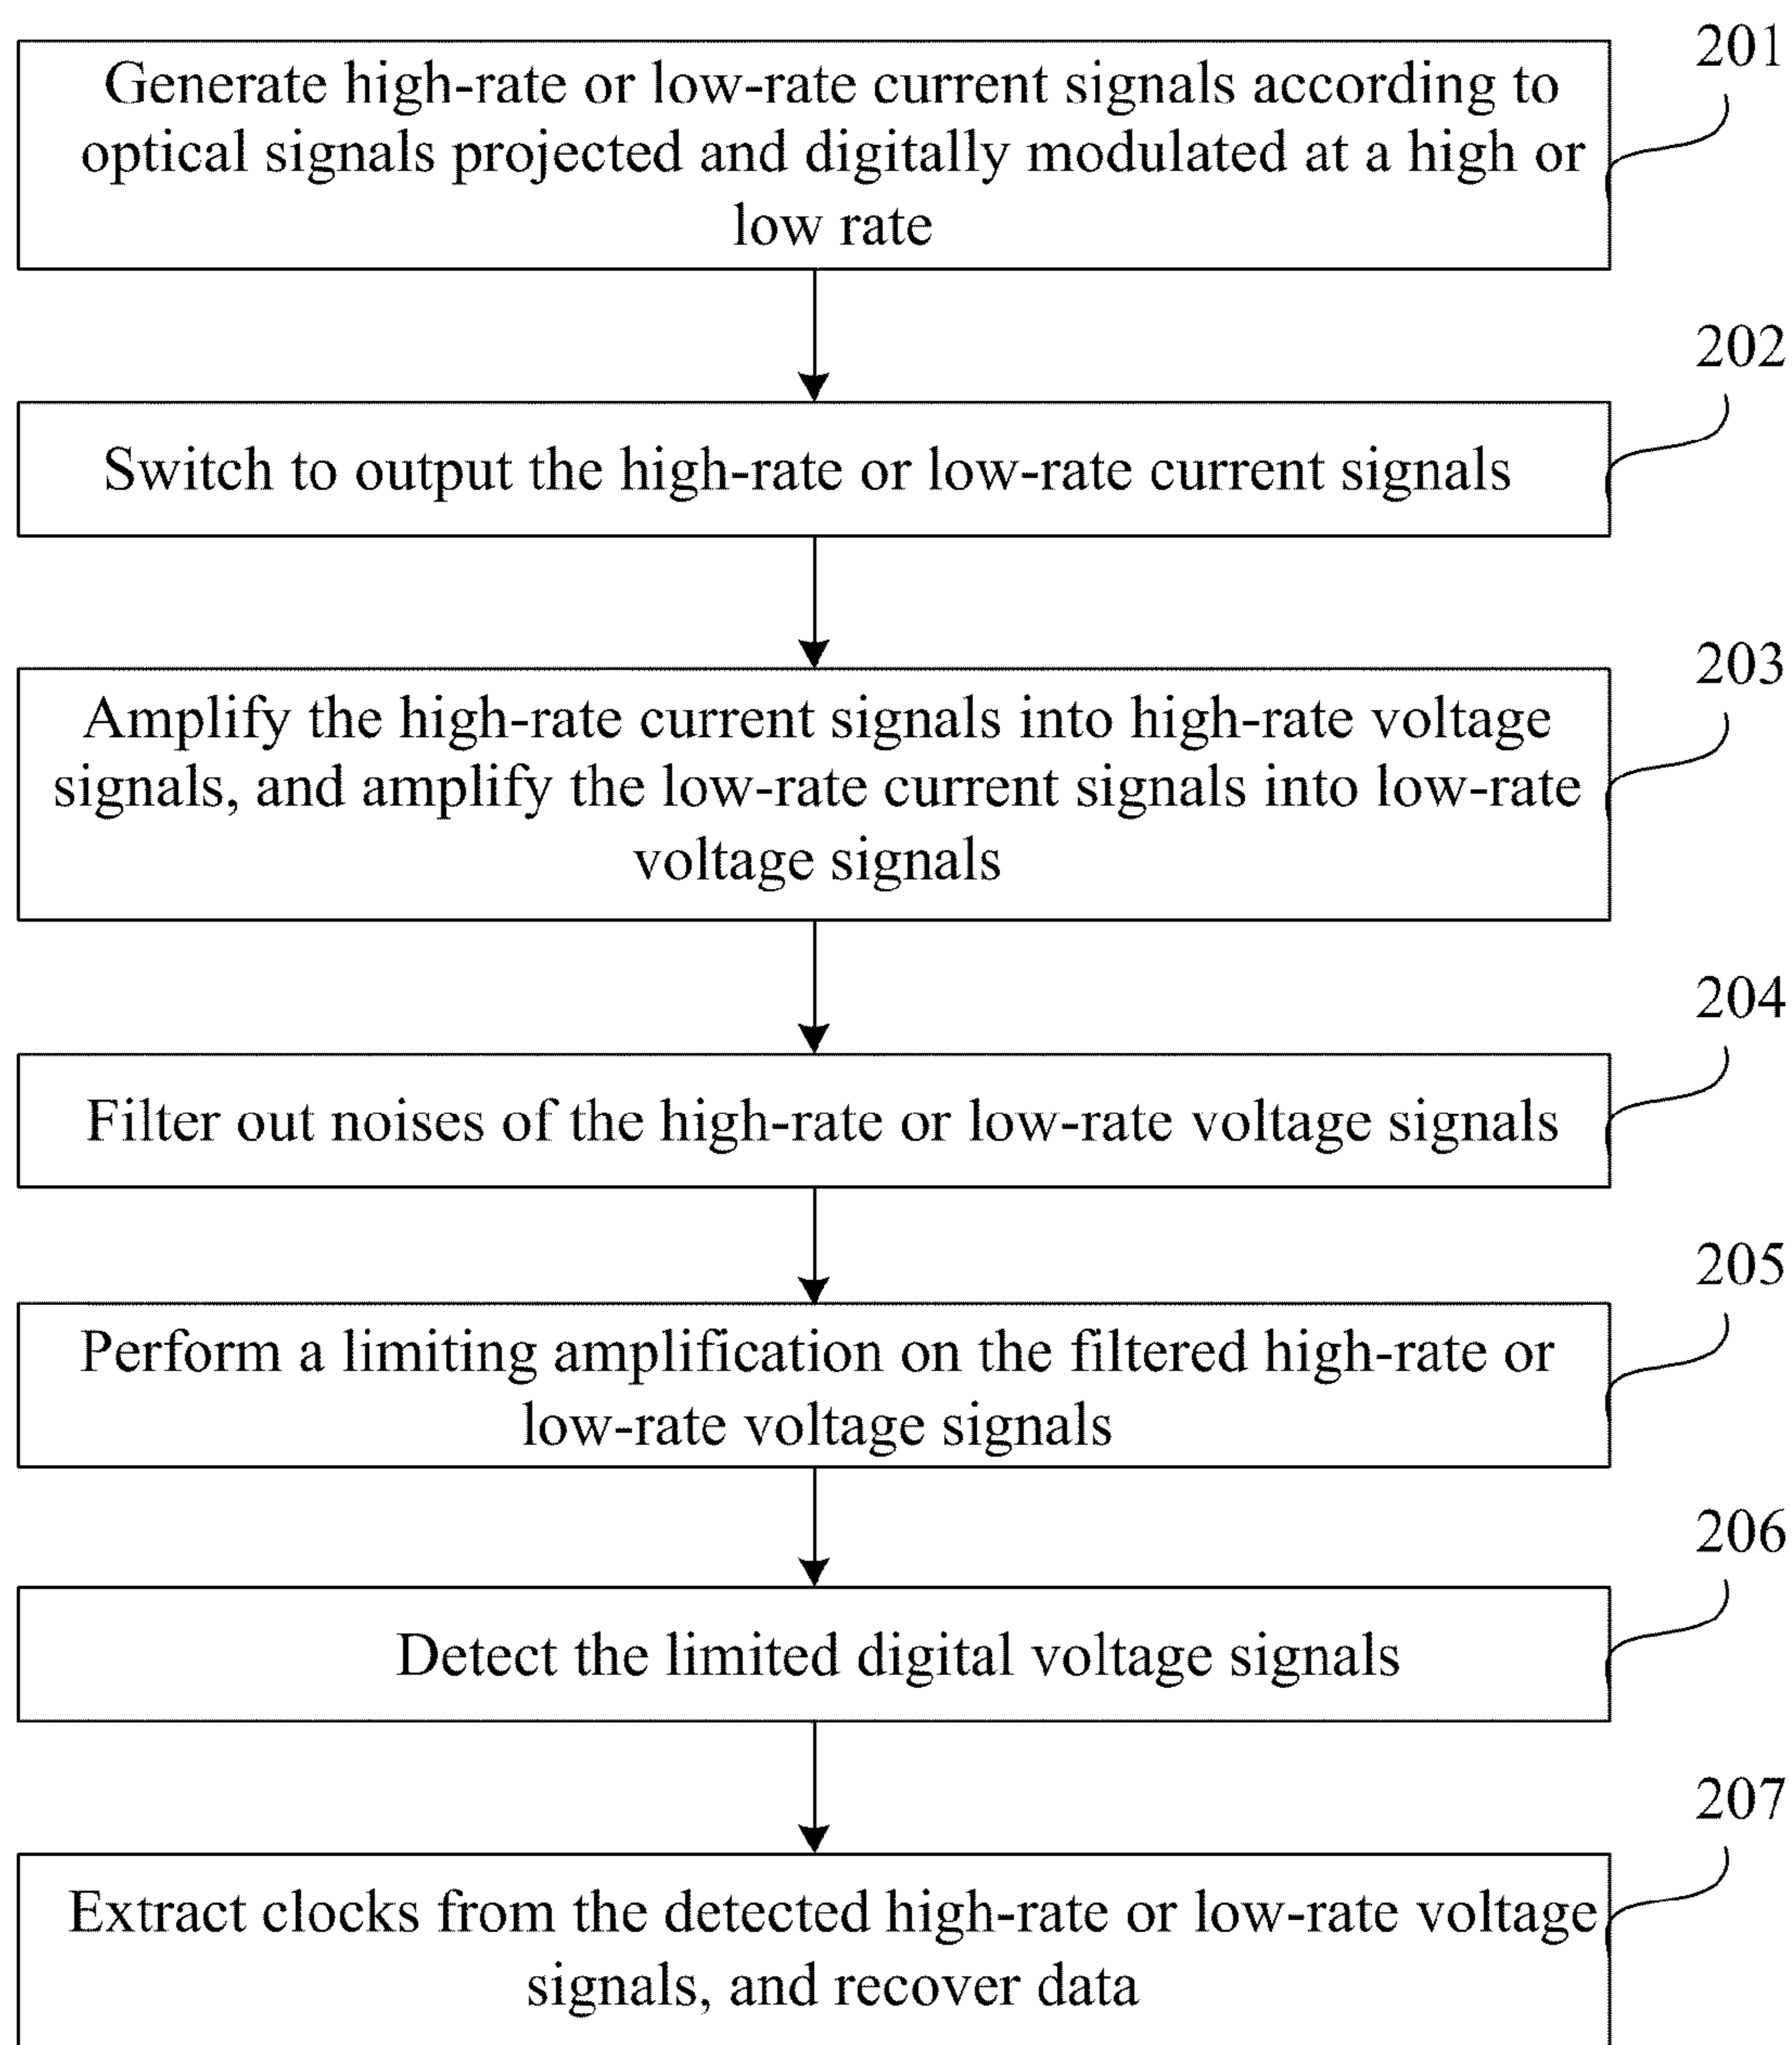 201
Generate high-rate or low-rate current signals according to
optical signals projected and digitally modulated at a high or
low rate
202
Switch to output the high-rate or low-rate current signals
203
Amplify the high-rate current signals into high-rate voltage
signals, and amplify the low-rate current signals into low-rate
voltage signals
204
Filter out noises of the high-rate or low-rate voltage signals
205
Perform a limiting amplification on the filtered high-rate or
low-rate voltage signals
206
Detect the limited digital voltage signals
207
Extract clocks from the detected high-rate or low-rate voltage
signals, and recover data